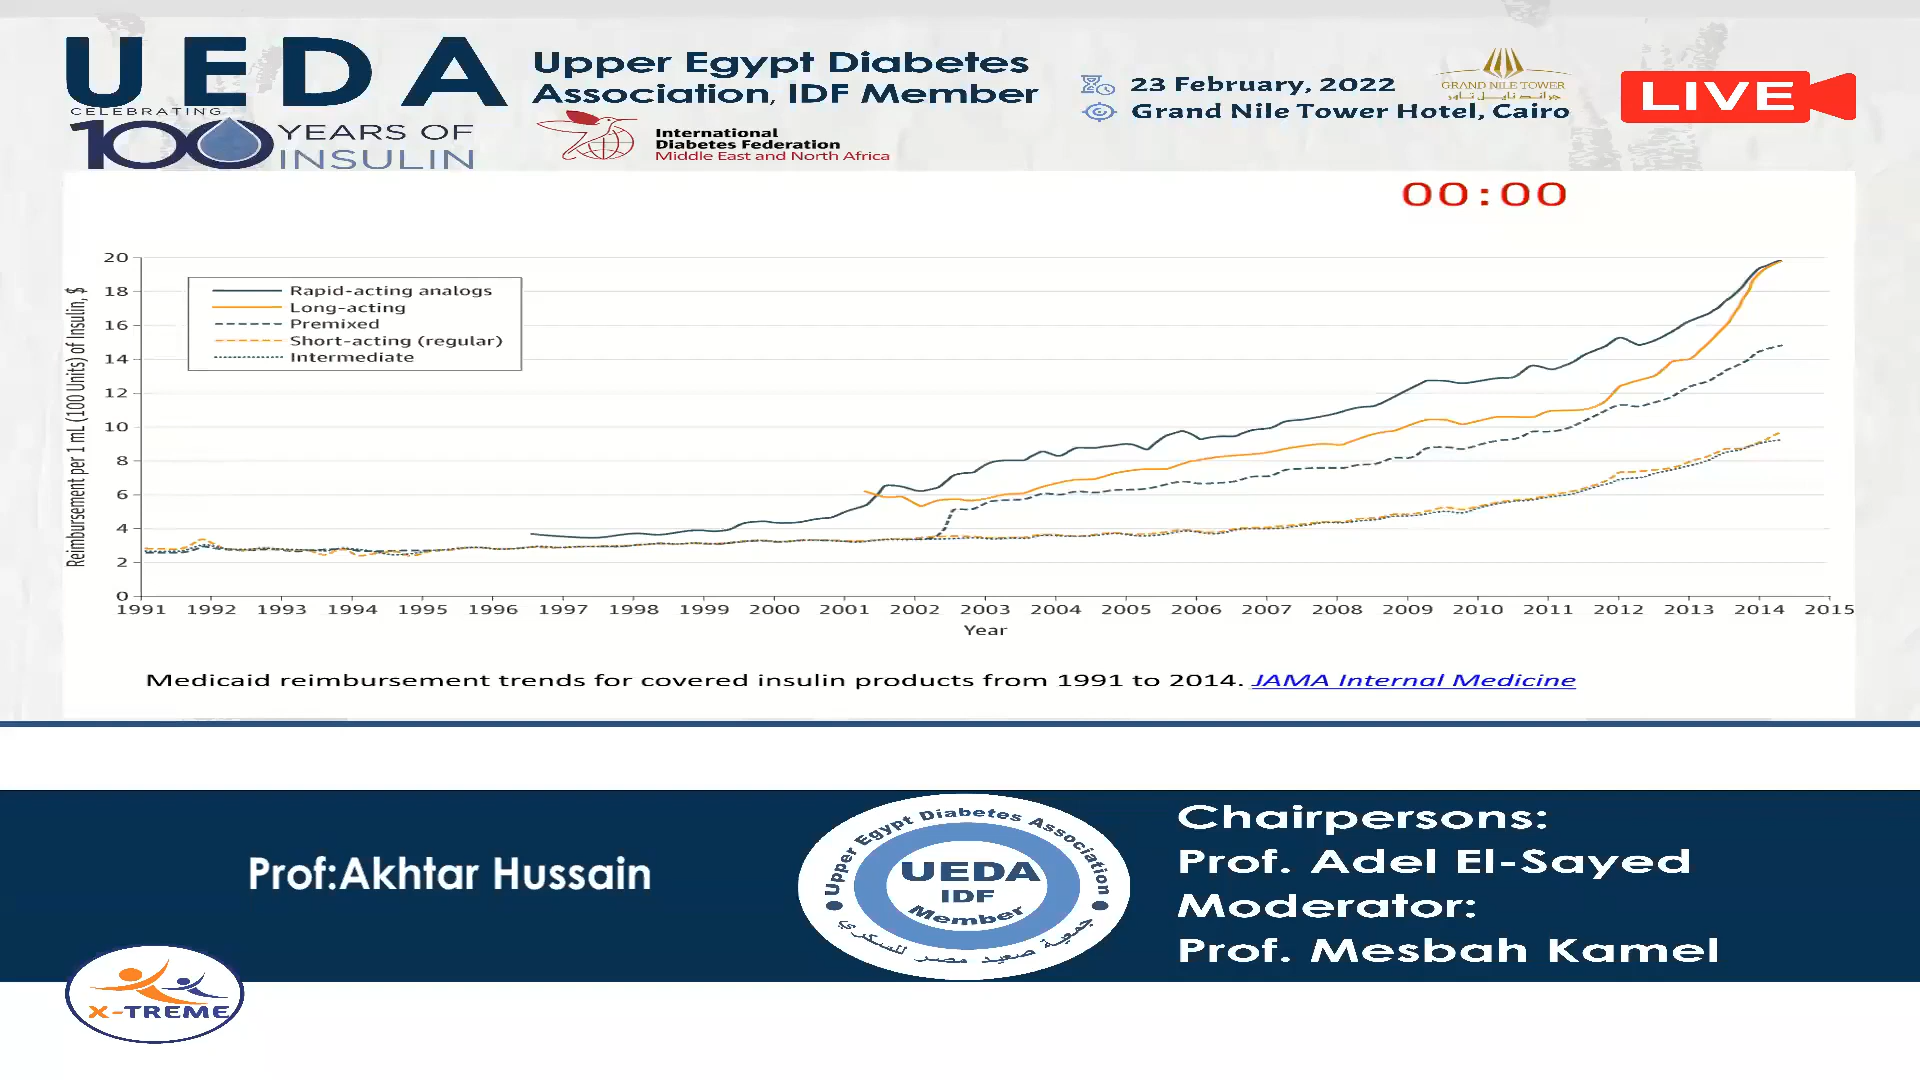 UEDA
CELEBRATING
100 YEARS OF
INSULIN
Upper Egypt Diabetes
Association, IDF Member
International
Diabetes Federation
Middle East and North Africa
23 February, 2022
Grand Nile Tower Hotel, Cairo
GRAND NILE TOWER
جراند نايل تاور
LIVE
00:00
Reimbursement per 1 mL (100 Units) of Insulin, $
20
18
16
14
12
10
8
6
4
2
0
Rapid-acting analogs
Long-acting
Premixed
Short-acting (regular)
Intermediate
1991 1992 1993 1994 1995 1996 1997 1998 1999 2000 2001 2002 2003 2004 2005 2006 2007 2008 2009 2010 2011 2012 2013 2014 2015
Year
Medicaid reimbursement trends for covered insulin products from 1991 to 2014. JAMA Internal Medicine
Prof:Akhtar Hussain
Upper Egypt Diabetes Association
UEDA
IDF
Member
جمعية صعيد مصر للسكري
Chairpersons:
Prof. Adel El-Sayed
Moderator:
Prof. Mesbah Kamel
X-TREME